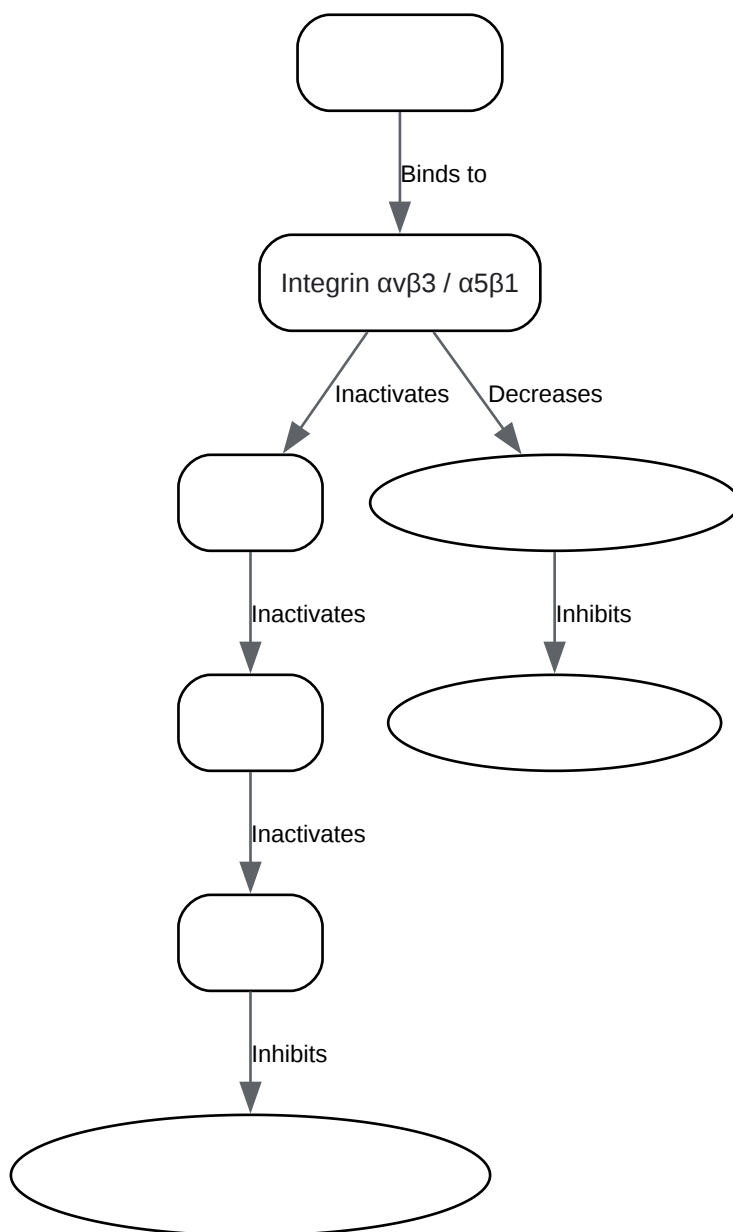 Binds to
Integrin αvβ3 / α5β1
Inactivates
Decreases
Inactivates
Inhibits
Inactivates
Inhibits